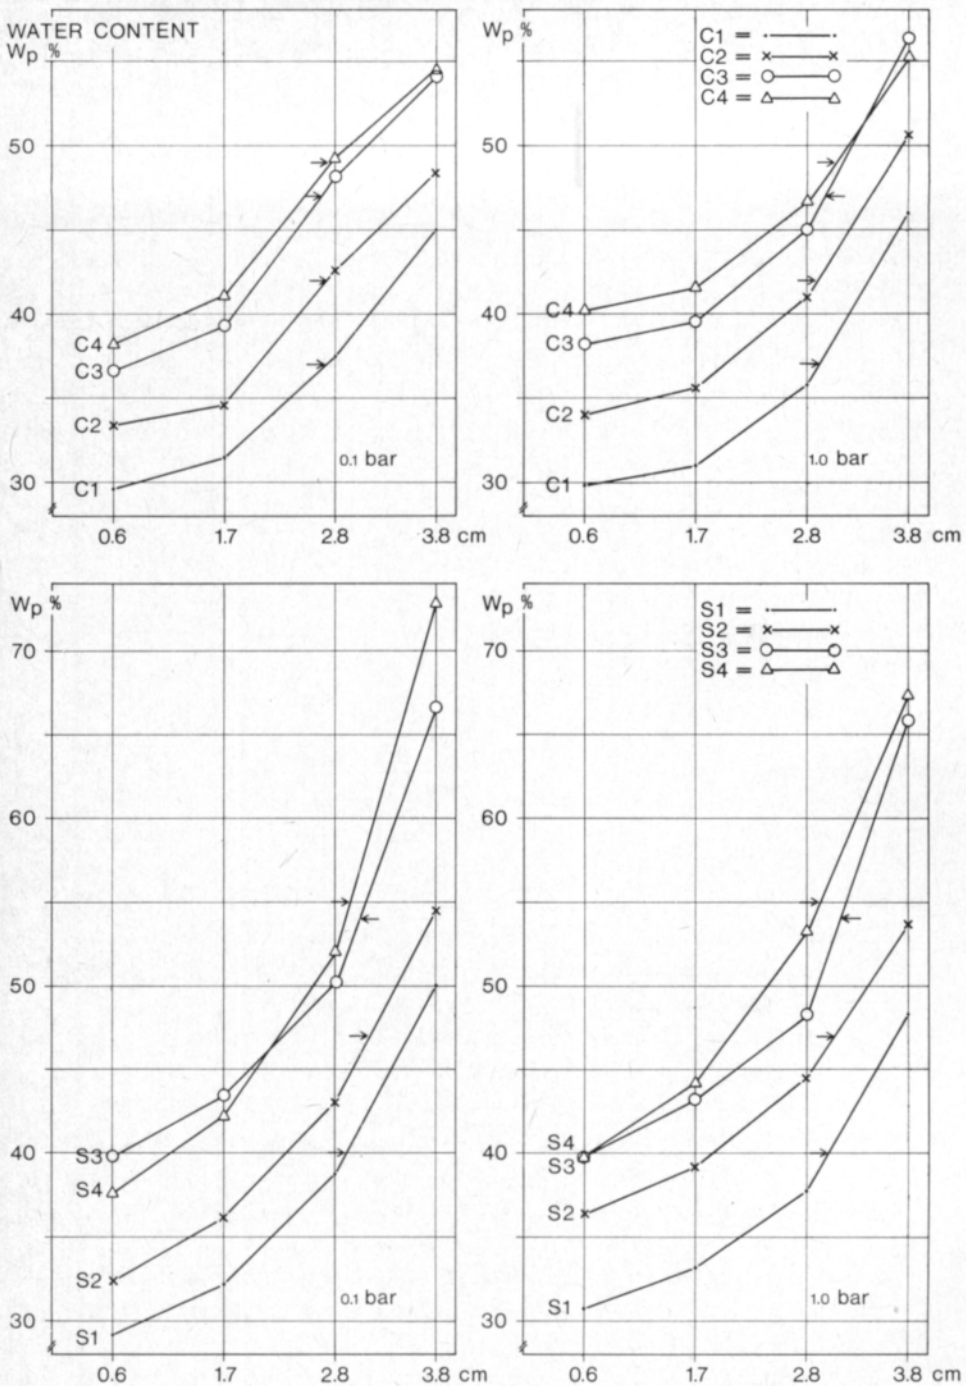 WATER CONTENT
Wp %
50
40
30
C4
C3
C2
C1
0.1 bar
0.6 1.7 2.8 3.8 cm
Wp %
C1 =
C2 =
C3 =
C4 =
50
40
30
C4
C3
C2
C1
1.0 bar
0.6 1.7 2.8 3.8 cm
Wp %
70
60
50
40
30
S3
S4
S2
S1
0.1 bar
0.6 1.7 2.8 3.8 cm
Wp %
S1 =
S2 =
S3 =
S4 =
70
60
50
40
30
S4
S3
S2
S1
1.0 bar
0.6 1.7 2.8 3.8 cm